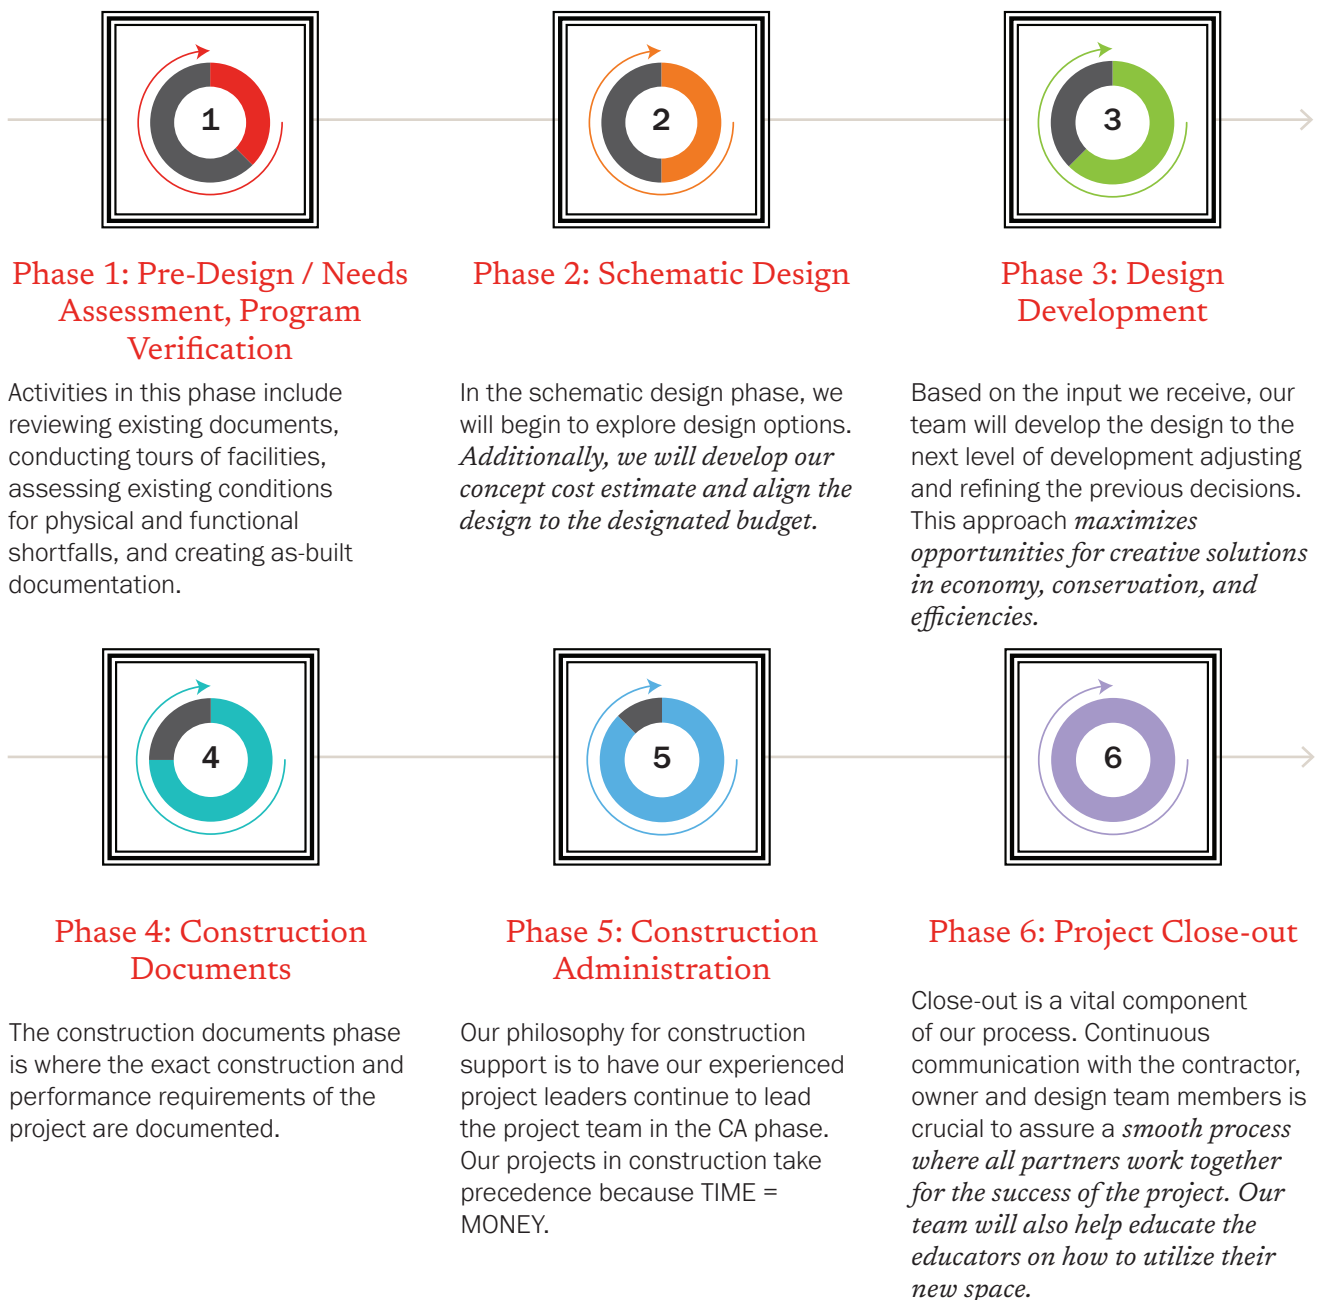 1
2
3
Phase 1: Pre-Design / Needs
Assessment, Program
Verification
Activities in this phase include
reviewing existing documents,
conducting tours of facilities,
assessing existing conditions
for physical and functional
shortfalls, and creating as-built
documentation.
Phase 2: Schematic Design
In the schematic design phase, we
will begin to explore design options.
Additionally, we will develop our
concept cost estimate and align the
design to the designated budget.
Phase 3: Design
Development
Based on the input we receive, our
team will develop the design to the
next level of development adjusting
and refining the previous decisions.
This approach maximizes
opportunities for creative solutions
in economy, conservation, and
efficiencies.
4
5
6
Phase 4: Construction
Documents
The construction documents phase
is where the exact construction and
performance requirements of the
project are documented.
Phase 5: Construction
Administration
Our philosophy for construction
support is to have our experienced
project leaders continue to lead
the project team in the CA phase.
Our projects in construction take
precedence because TIME =
MONEY.
Phase 6: Project Close-out
Close-out is a vital component
of our process. Continuous
communication with the contractor,
owner and design team members is
crucial to assure a smooth process
where all partners work together
for the success of the project. Our
team will also help educate the
educators on how to utilize their
new space.